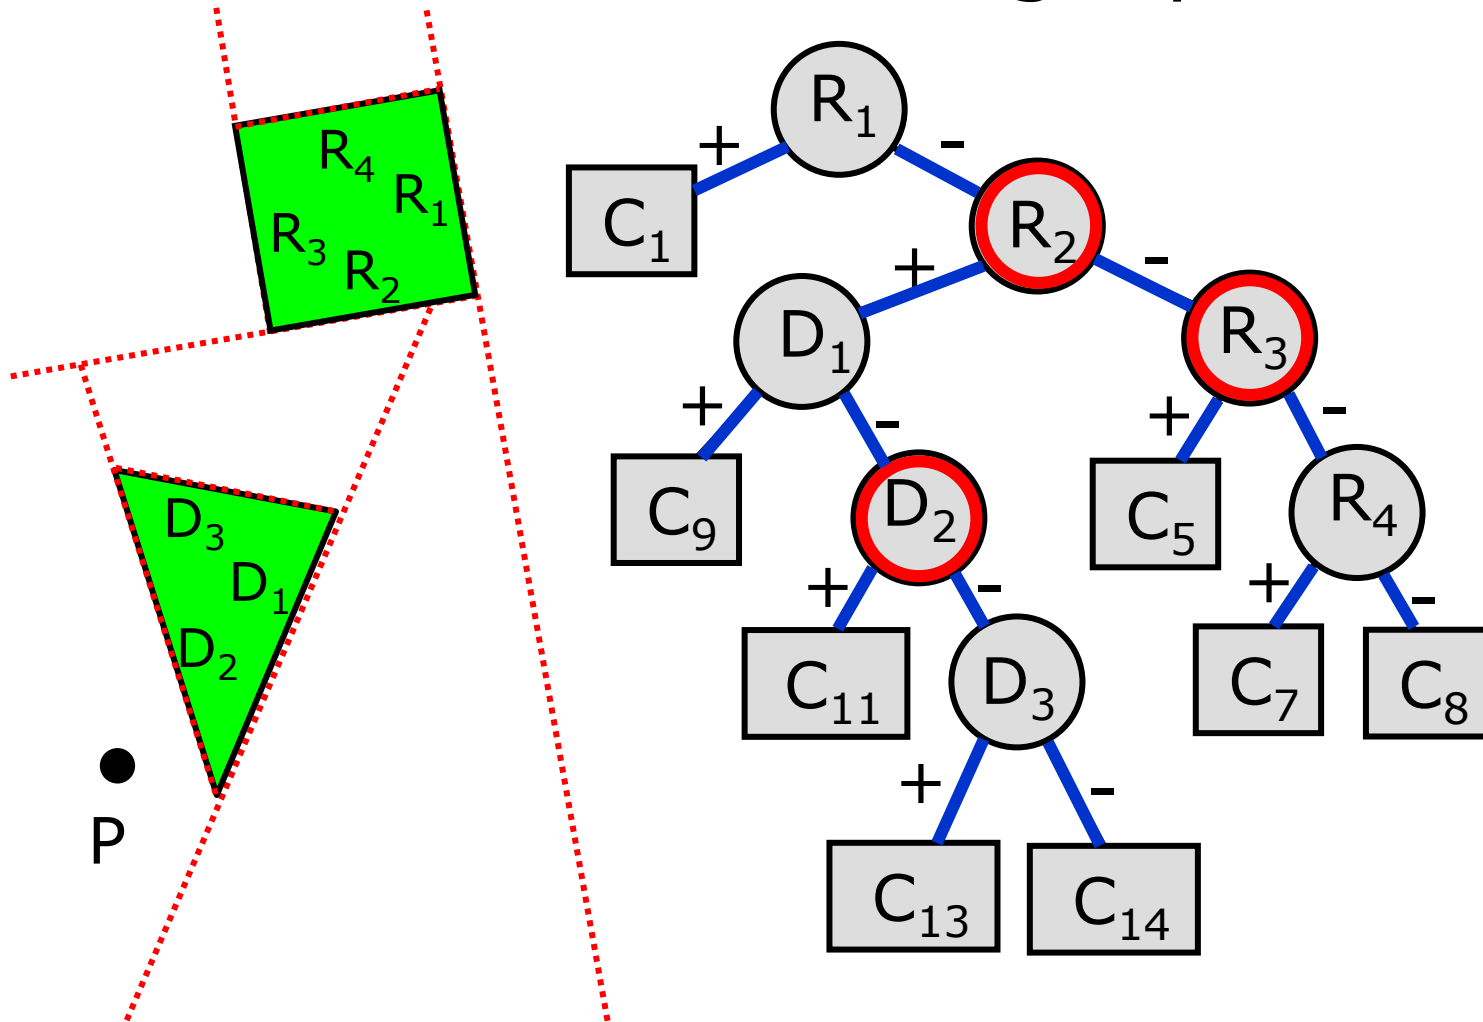 R4
R1
R3
R2
D3
D1
D2
P
R1
+
-
C1
R2
+
-
D1
R3
+
-
+
-
C9
D2
C5
R4
+
-
+
-
C11
D3
C7
C8
+
-
C13
C14